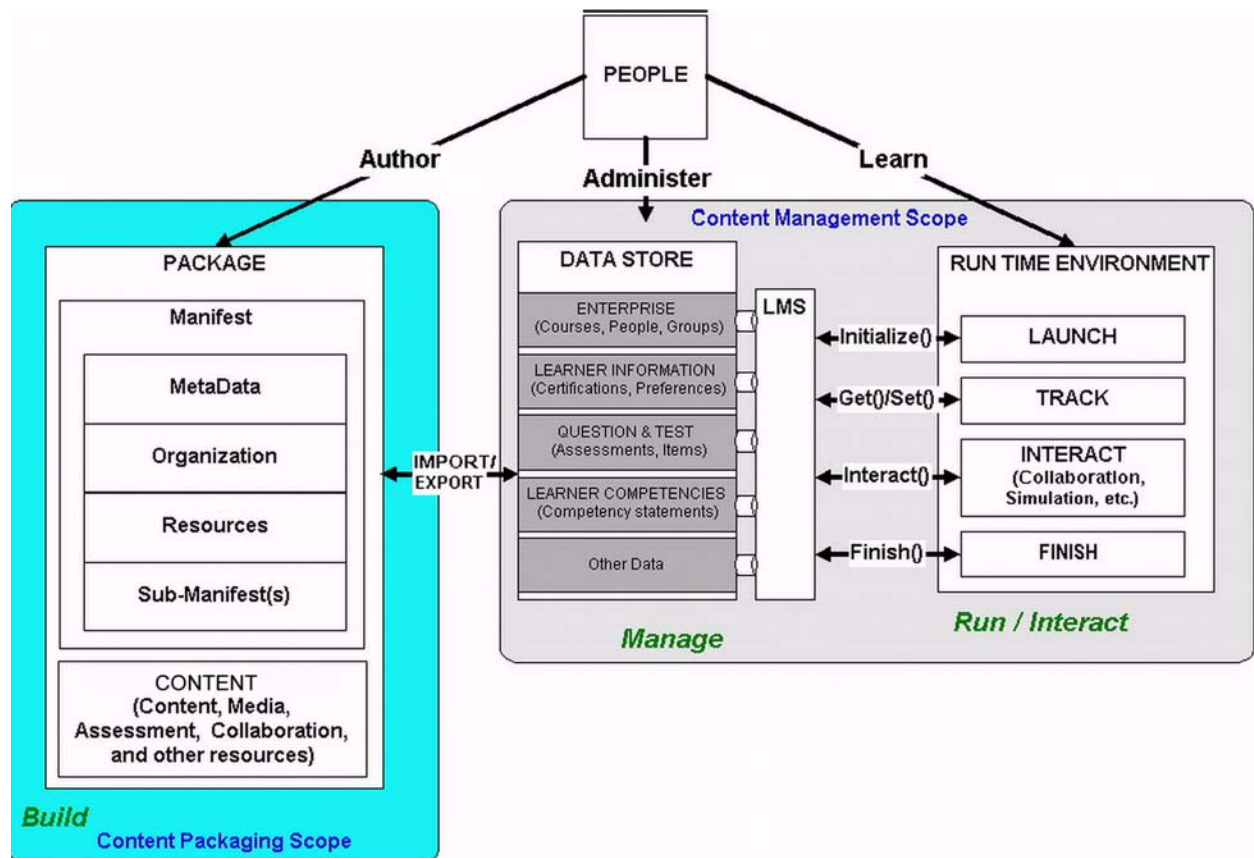 PEOPLE
Author
Administer
Learn
Content Management Scope
PACKAGE
Manifest
MetaData
Organization
Resources
Sub-Manifest(s)
CONTENT
(Content, Media,
Assessment, Collaboration,
and other resources)
Build
Content Packaging Scope
IMPORT/
EXPORT
DATA STORE
ENTERPRISE
(Courses, People, Groups)
LEARNER INFORMATION
(Certifications, Preferences)
QUESTION & TEST
(Assessments, Items)
LEARNER COMPETENCIES
(Competency statements)
Other Data
LMS
Manage
Initialize()
Get()/Set()
Interact()
Finish()
RUN TIME ENVIRONMENT
LAUNCH
TRACK
INTERACT
(Collaboration,
Simulation, etc.)
FINISH
Run / Interact